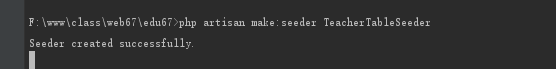 F:\www\class\web67\edu67>php artisan make:seeder TeacherTableSeeder
Seeder created successfully.